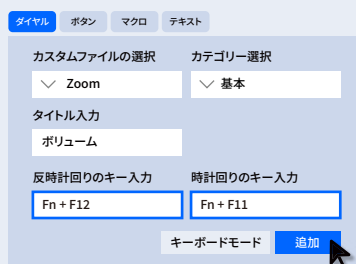 ダイヤル ボタン マクロ テキスト
カスタムファイルの選択 カテゴリー選択
Zoom 基本
タイトル入力
ボリューム
反時計回りのキー入力 時計回りのキー入力
Fn + F12 Fn + F11
キーボードモード 追加